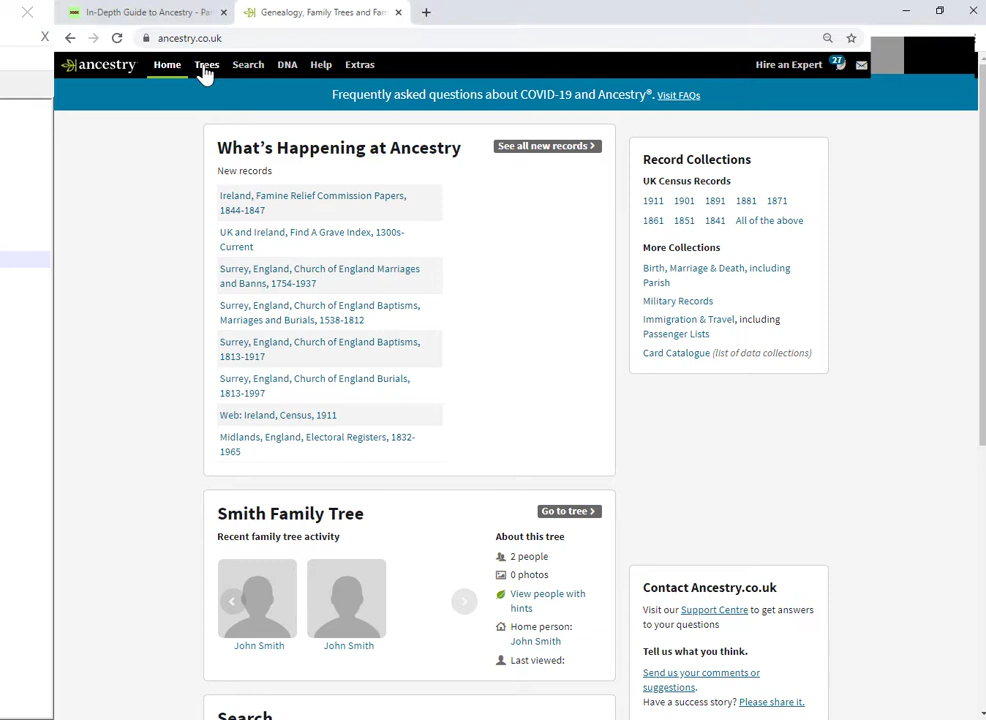 In-Depth Guide to Ancestry - Par
Genealogy, Family Trees and Fam
X
ancestry.co.uk
ancestry Home Trees Search DNA Help Extras Hire an Expert 27
Frequently asked questions about COVID-19 and Ancestry®. Visit FAQs
What's Happening at Ancestry
See all new records >
New records
Ireland, Famine Relief Commission Papers,
1844-1847
UK and Ireland, Find A Grave Index, 1300s-
Current
Surrey, England, Church of England Marriages
and Banns, 1754-1937
Surrey, England, Church of England Baptisms,
Marriages and Burials, 1538-1812
Surrey, England, Church of England Baptisms,
1813-1917
Surrey, England, Church of England Burials,
1813-1997
Web: Ireland, Census, 1911
Midlands, England, Electoral Registers, 1832-
1965
Record Collections
UK Census Records
1911 1901 1891 1881 1871
1861 1851 1841 All of the above
More Collections
Birth, Marriage & Death, including
Parish
Military Records
Immigration & Travel, including
Passenger Lists
Card Catalogue (list of data collections)
Smith Family Tree
Go to tree >
Recent family tree activity
John Smith
John Smith
About this tree
2 people
0 photos
View people with
hints
Home person:
John Smith
Last viewed:
Contact Ancestry.co.uk
Visit our Support Centre to get answers
to your questions
Tell us what you think.
Send us your comments or
suggestions.
Have a success story? Please share it.
Search